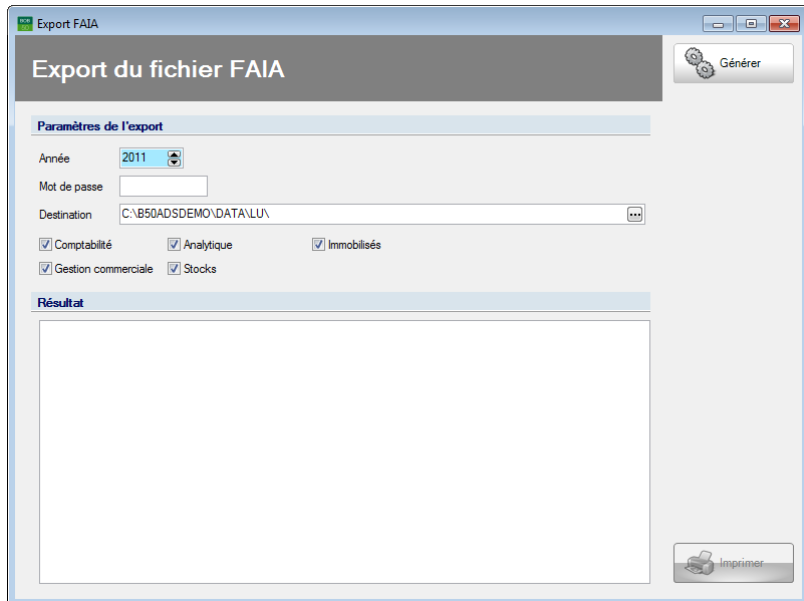 Export FAIA
Export du fichier FAIA
Générer
Paramètres de l'export
Année 2011
Mot de passe
Destination C:\B50ADSDEMO\DATA\LU\ ...
Comptabilité Analytique Immobilisés
Gestion commerciale Stocks
Résultat
Imprimer